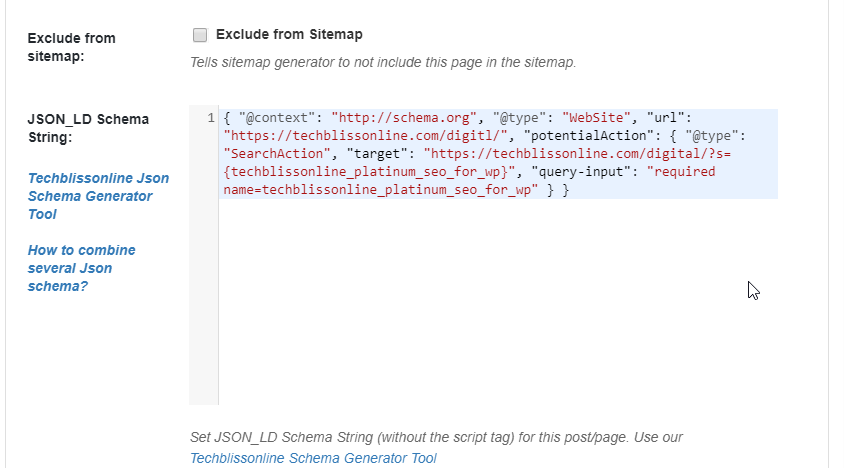 Exclude from
sitemap:
Exclude from Sitemap
Tells sitemap generator to not include this page in the sitemap.
JSON_LD Schema
String:
Techblissonline Json
Schema Generator
Tool
How to combine
several Json
schema?
1
{ "@context": "http://schema.org", "@type": "WebSite", "url":
"https://techblissonline.com/digitl/", "potentialAction": { "@type":
"SearchAction", "target": "https://techblissonline.com/digital/?s=
{techblissonline_platinum_seo_for_wp}", "query-input": "required
name=techblissonline_platinum_seo_for_wp" } }
Set JSON_LD Schema String (without the script tag) for this post/page. Use our
Techblissonline Schema Generator Tool